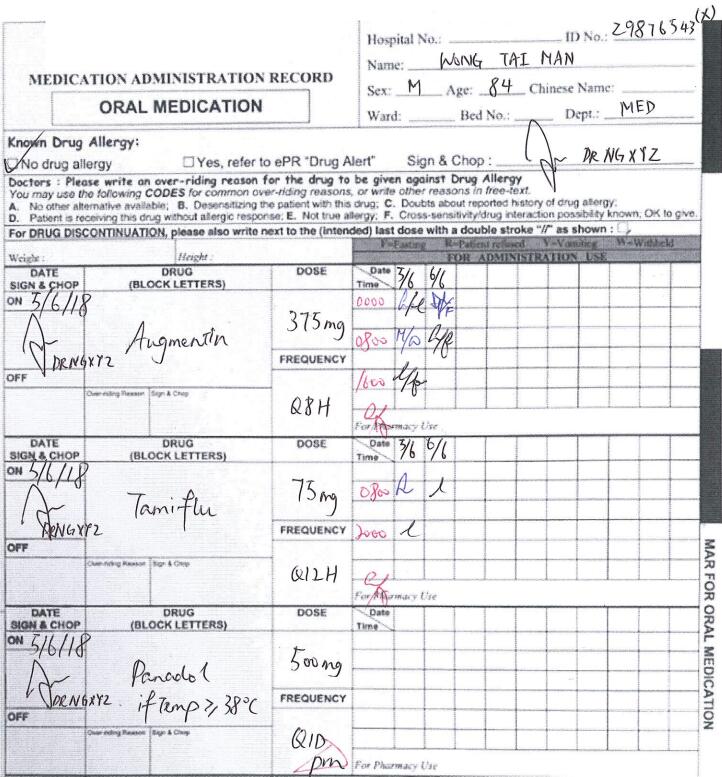 Hospital No.: ID No.: 29876543(X)
Name: WONG TAI MAN
Sex: M Age: 84 Chinese Name:
Ward: Bed No.: Dept.: MED
MEDICATION ADMINISTRATION RECORD
ORAL MEDICATION
Known Drug Allergy:
No drug allergy Yes, refer to ePR "Drug Alert" Sign & Chop : DR NG XYZ
Doctors : Please write an over-riding reason for the drug to be given against Drug Allergy
You may use the following CODES for common over-riding reasons, or write other reasons in free-text.
A. No other alternative available; B. Desensitizing the patient with this drug; C. Doubts about reported history of drug allergy;
D. Patient is receiving this drug without allergic response; E. Not true allergy; F. Cross-sensitivity/drug interaction possibility known; OK to give.
For DRUG DISCONTINUATION, please also write next to the (intended) last dose with a double stroke "//" as shown :
F=Fasting R=Patient refused V=Vomiting W=Withheld
Weight : Height : FOR ADMINISTRATION USE
DATE DRUG DOSE Date 5/6 6/6
SIGN & CHOP (BLOCK LETTERS) Time
ON 5/6/18 0000
Augmentin 375mg
0800
DR NG XYZ FREQUENCY
OFF 1600
Over-riding Reason Sign & Chop Q8H
For Pharmacy Use
DATE DRUG DOSE Date 5/6 6/6
SIGN & CHOP (BLOCK LETTERS) Time
ON 5/6/18
Tamiflu 75mg 0800
DR NG XYZ FREQUENCY 2000
OFF
Over-riding Reason Sign & Chop Q12H
For Pharmacy Use
DATE DRUG DOSE Date
SIGN & CHOP (BLOCK LETTERS) Time
ON 5/6/18
Panadol 500mg
DR NG XYZ if Temp ≥ 38°C FREQUENCY
OFF
Over-riding Reason Sign & Chop QID
prn
For Pharmacy Use
MAR FOR ORAL MEDICATION